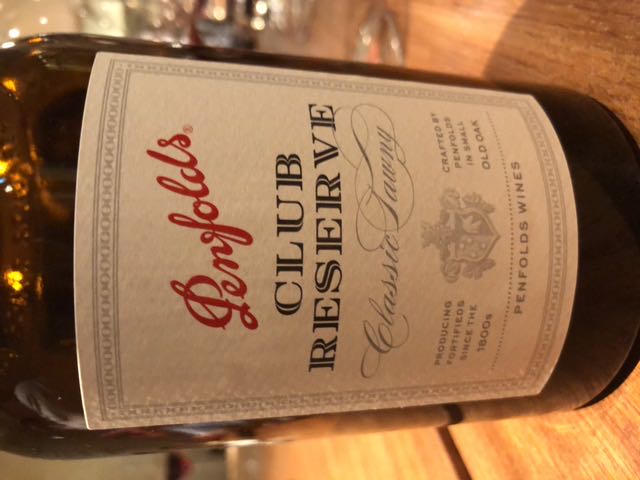 Penfolds®
CLUB
RESERVE
Classic Tawny
PRODUCING
FORTIFIEDS
SINCE THE
1800s
CRAFTED BY
PENFOLDS
IN SMALL
OLD OAK
PENFOLDS WINES